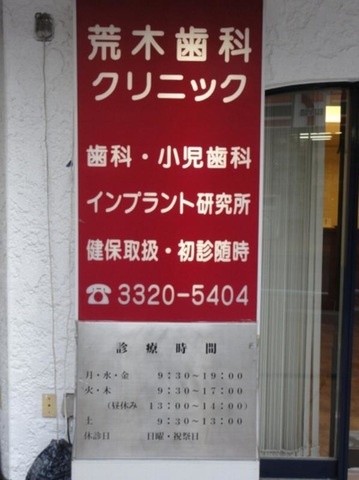 荒木歯科
クリニック
歯科・小児歯科
インプラント研究所
健保取扱・初診随時
☎3320-5404
診療時間
月・水・金 9:30〜19:00
火・木 9:30〜17:00
(昼休み 13:00〜14:00)
土 9:30〜13:00
休診日 日曜・祝祭日